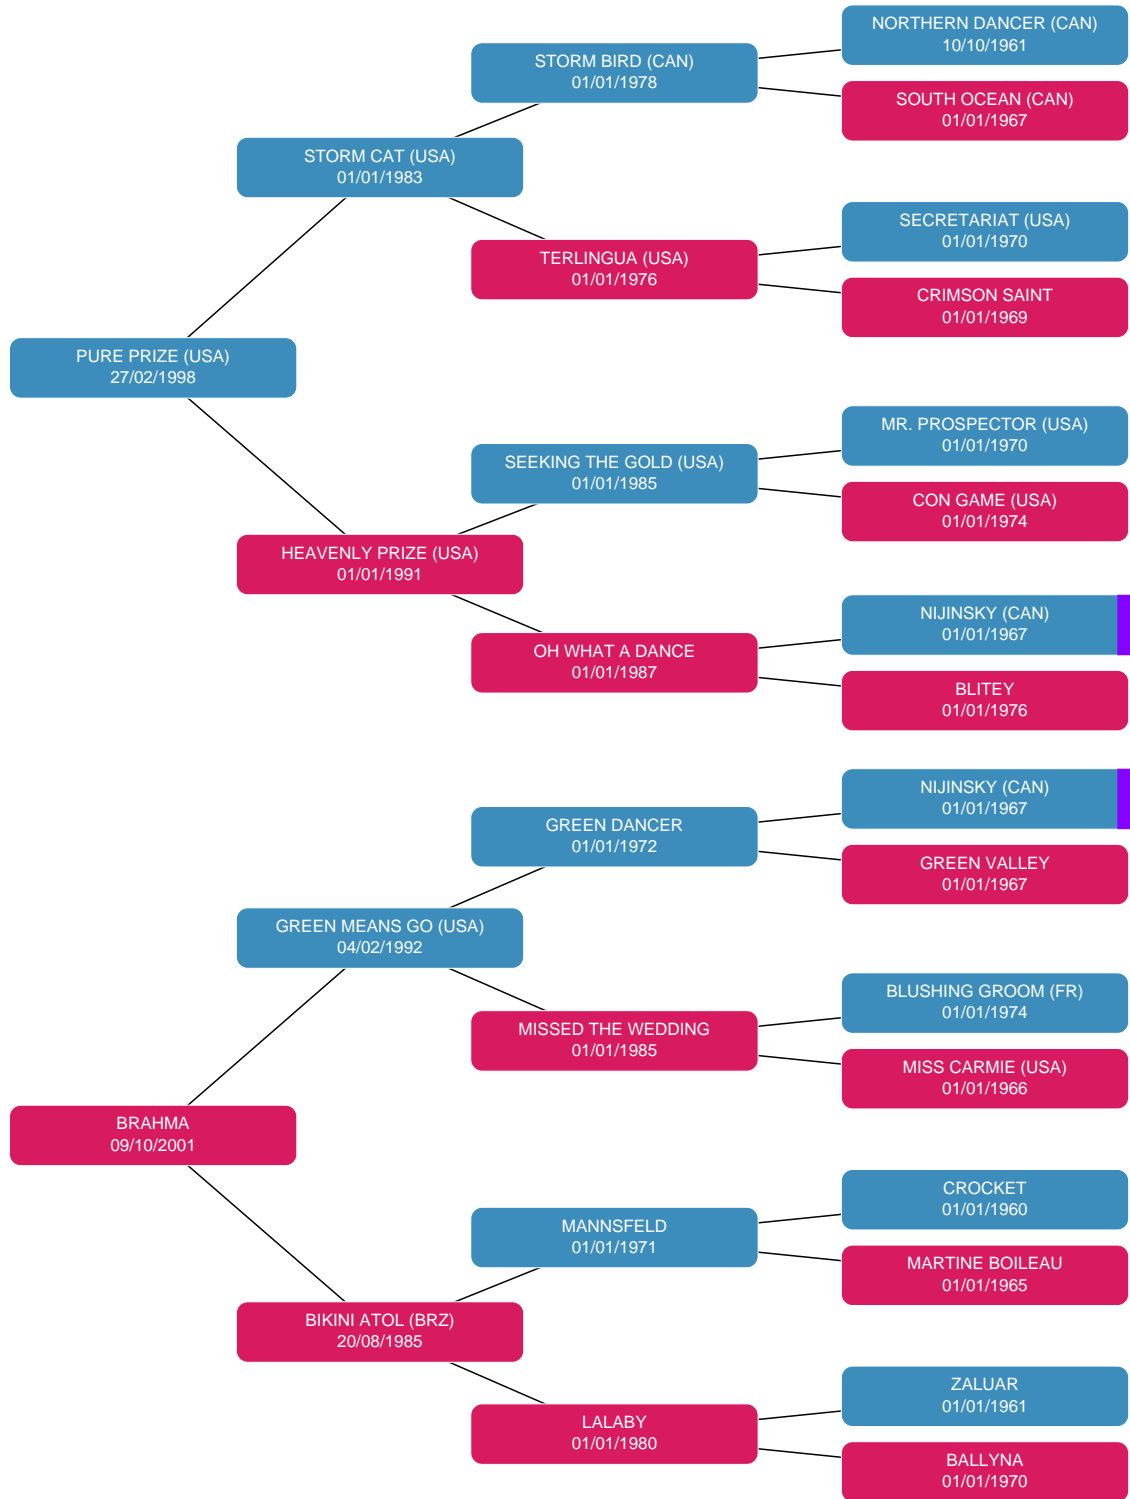 NORTHERN DANCER (CAN)
10/10/1961
STORM BIRD (CAN)
01/01/1978
SOUTH OCEAN (CAN)
01/01/1967
STORM CAT (USA)
01/01/1983
SECRETARIAT (USA)
01/01/1970
TERLINGUA (USA)
01/01/1976
CRIMSON SAINT
01/01/1969
PURE PRIZE (USA)
27/02/1998
MR. PROSPECTOR (USA)
01/01/1970
SEEKING THE GOLD (USA)
01/01/1985
CON GAME (USA)
01/01/1974
HEAVENLY PRIZE (USA)
01/01/1991
NIJINSKY (CAN)
01/01/1967
OH WHAT A DANCE
01/01/1987
BLITEY
01/01/1976
NIJINSKY (CAN)
01/01/1967
GREEN DANCER
01/01/1972
GREEN VALLEY
01/01/1967
GREEN MEANS GO (USA)
04/02/1992
BLUSHING GROOM (FR)
01/01/1974
MISSED THE WEDDING
01/01/1985
MISS CARMIE (USA)
01/01/1966
BRAHMA
09/10/2001
CROCKET
01/01/1960
MANNSFELD
01/01/1971
MARTINE BOILEAU
01/01/1965
BIKINI ATOL (BRZ)
20/08/1985
ZALUAR
01/01/1961
LALABY
01/01/1980
BALLYNA
01/01/1970